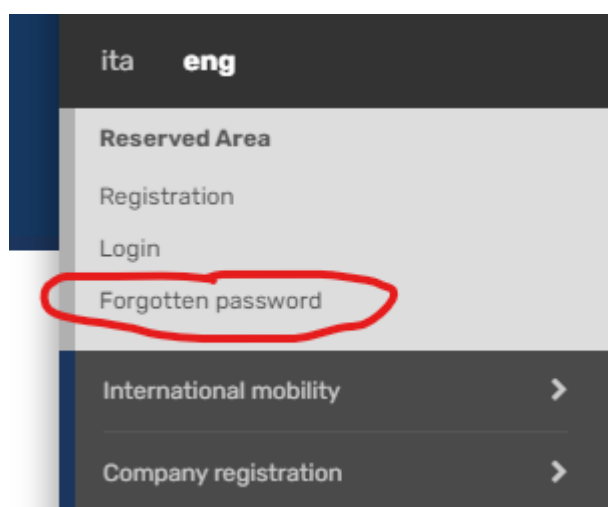 ita eng
Reserved Area
Registration
Login
Forgotten password
International mobility
Company registration